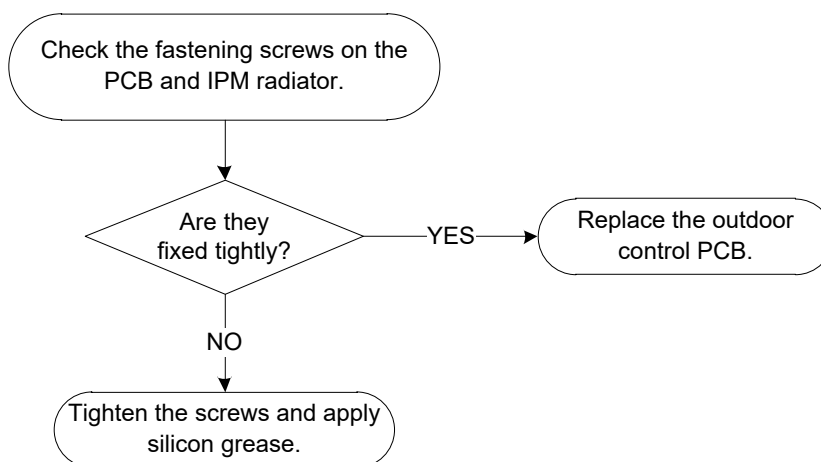 Check the fastening screws on the
PCB and IPM radiator.
Are they
fixed tightly?
YES
Replace the outdoor
control PCB.
NO
Tighten the screws and apply
silicon grease.